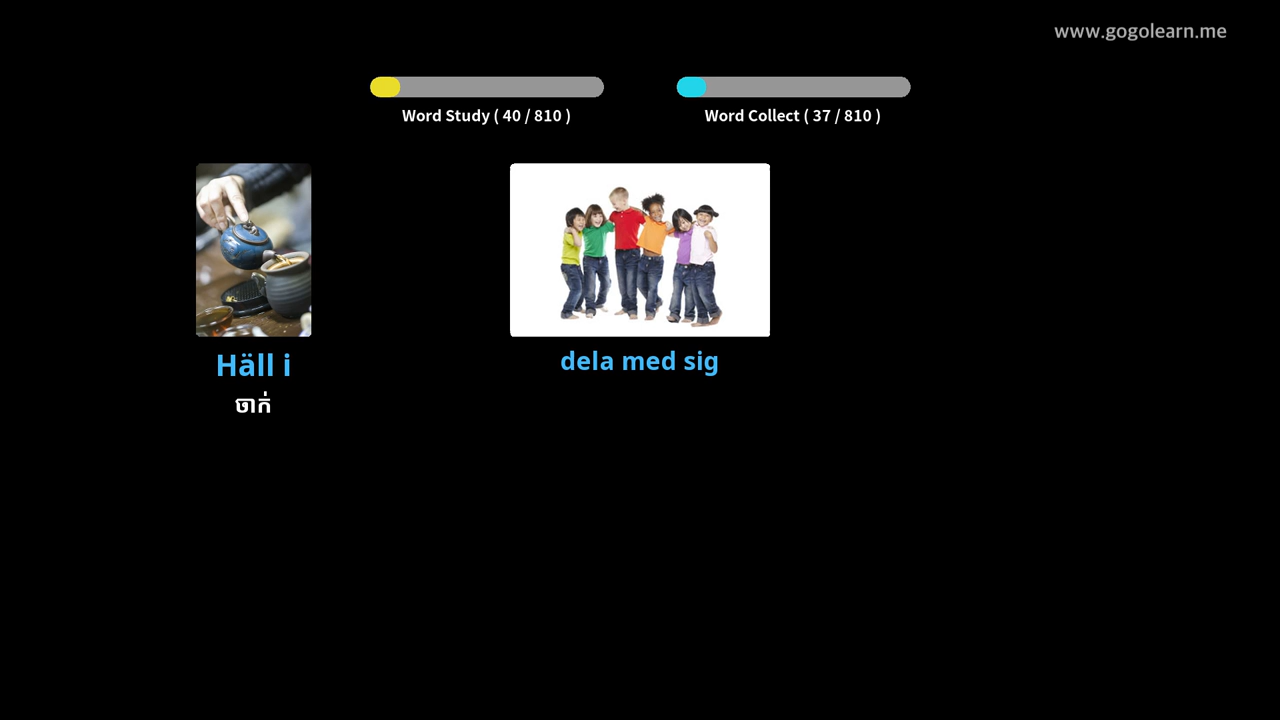 www.gogolearn.me
Word Study ( 40 / 810 )
Word Collect ( 37 / 810 )
Häll i
ចាក់
dela med sig